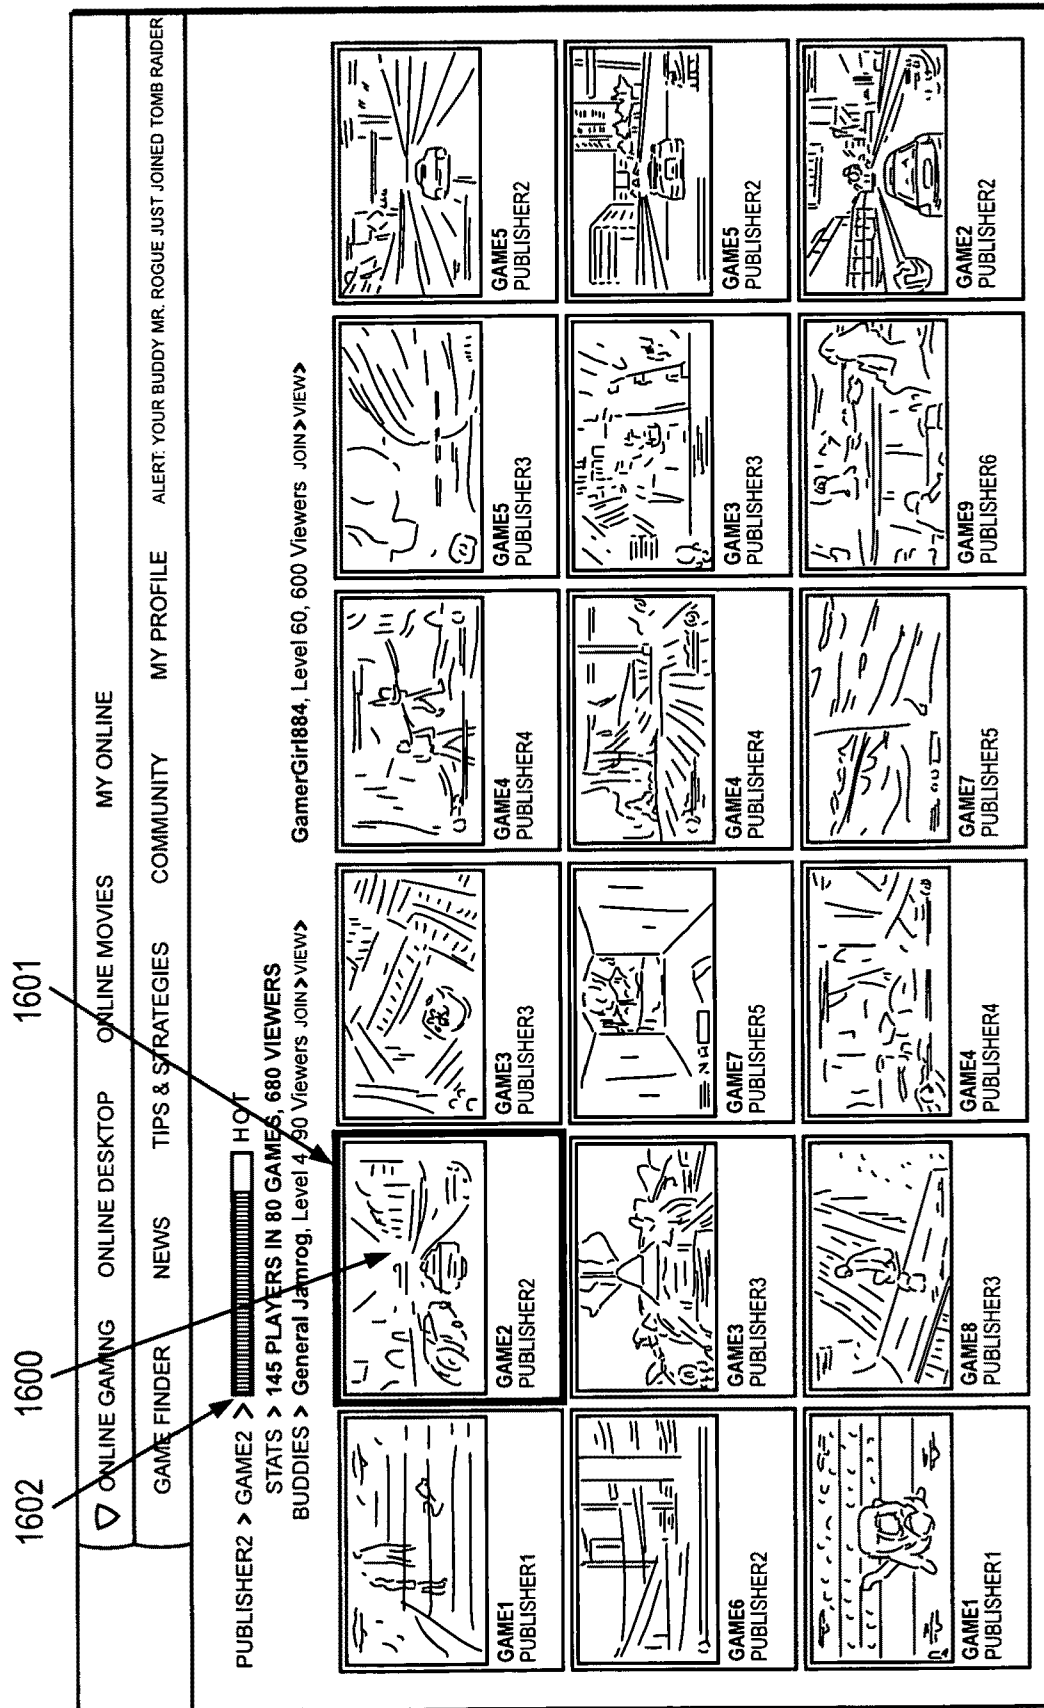 1602 1600 1601
ONLINE GAMING ONLINE DESKTOP ONLINE MOVIES MY ONLINE
GAME FINDER NEWS TIPS & STRATEGIES COMMUNITY MY PROFILE ALERT: YOUR BUDDY MR. ROGUE JUST JOINED TOMB RAIDER
PUBLISHER2 > GAME2 > HOT
STATS > 145 PLAYERS IN 80 GAMES, 680 VIEWERS
BUDDIES > General Jamrog, Level 4, 90 Viewers JOIN>VIEW> GamerGirl884, Level 60, 600 Viewers JOIN>VIEW>
GAME1 GAME2 GAME3 GAME4 GAME5 GAME5
PUBLISHER1 PUBLISHER2 PUBLISHER3 PUBLISHER4 PUBLISHER3 PUBLISHER2
GAME6 GAME3 GAME7 GAME4 GAME3 GAME5
PUBLISHER2 PUBLISHER3 PUBLISHER5 PUBLISHER4 PUBLISHER3 PUBLISHER2
GAME1 GAME8 GAME4 GAME7 GAME9 GAME2
PUBLISHER1 PUBLISHER3 PUBLISHER4 PUBLISHER5 PUBLISHER6 PUBLISHER2